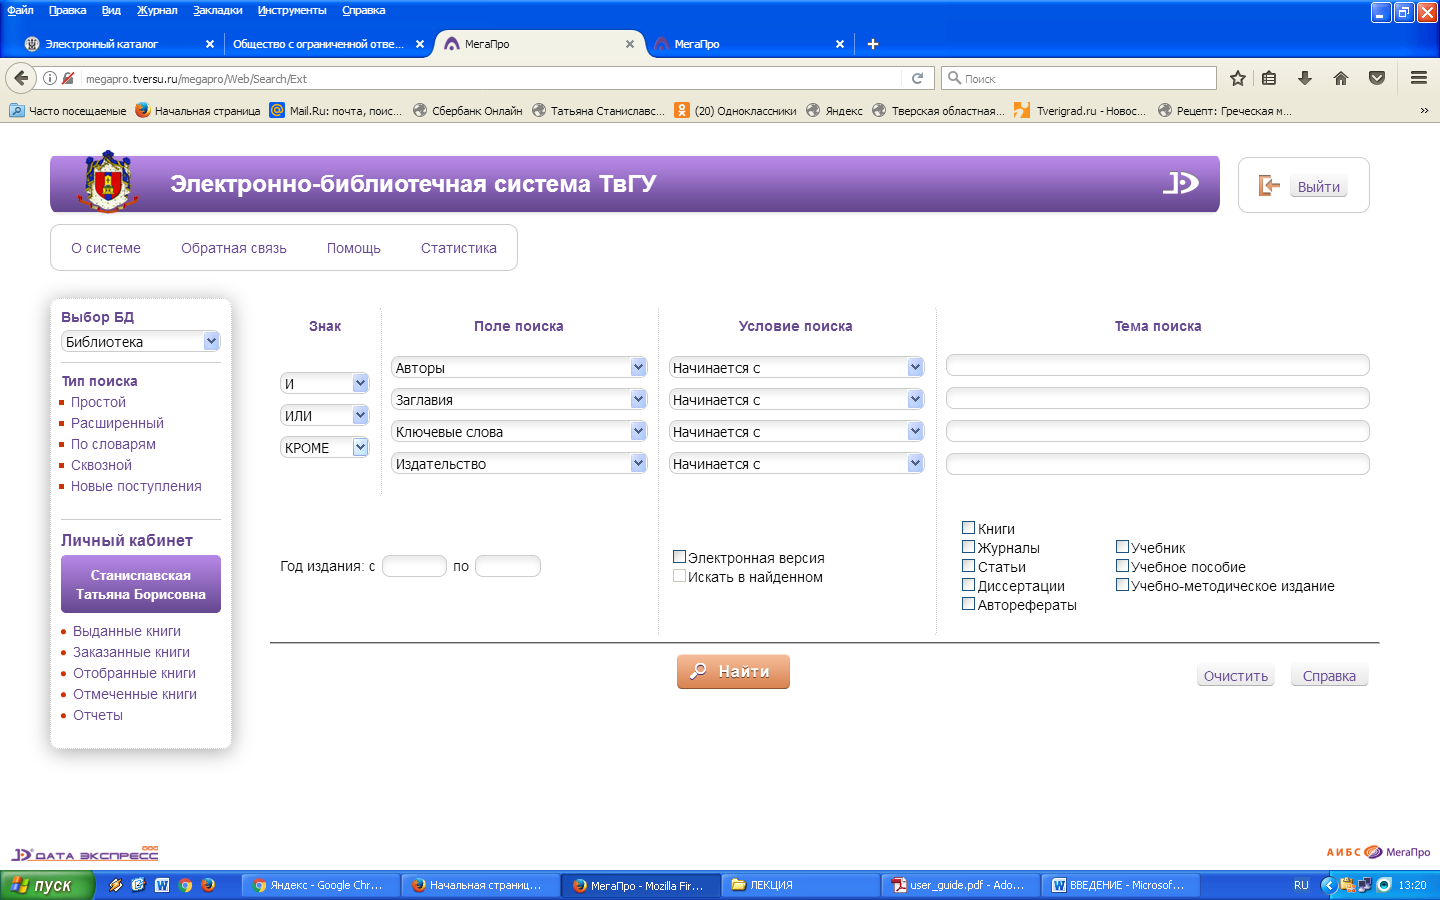 Файл Правка Вид Журнал Закладки Инструменты Справка
Электронный каталог
Общество с ограниченной отве...
МегаПро
МегаПро
megapro.tversu.ru/megapro/Web/Search/Ext
Поиск
Часто посещаемые
Начальная страница
Mail.Ru: почта, поис...
Сбербанк Онлайн
Татьяна Станиславс...
(20) Одноклассники
Яндекс
Тверская областная...
Tverigrad.ru - Новос...
Рецепт: Греческая м...
Электронно-библиотечная система ТвГУ
Выйти
О системе Обратная связь Помощь Статистика
Выбор БД
Библиотека
Тип поиска
Простой
Расширенный
По словарям
Сквозной
Новые поступления
Личный кабинет
Станиславская
Татьяна Борисовна
Выданные книги
Заказанные книги
Отобранные книги
Отмеченные книги
Отчеты
Знак Поле поиска Условие поиска Тема поиска
Авторы Начинается с
И
Заглавия Начинается с
ИЛИ
Ключевые слова Начинается с
КРОМЕ
Издательство Начинается с
Год издания: с по
Электронная версия
Искать в найденном
Книги
Журналы
Статьи
Диссертации
Авторефераты
Учебник
Учебное пособие
Учебно-методическое издание
Найти
Очистить
Справка
ДАТА ЭКСПРЕСС
АИБС МегаПро
пуск
Яндекс - Google Chr...
Начальная страниц...
МегаПро - Mozilla Fir...
ЛЕКЦИЯ
user_guide.pdf - Ado...
ВВЕДЕНИЕ - Microsof...
RU
13:20